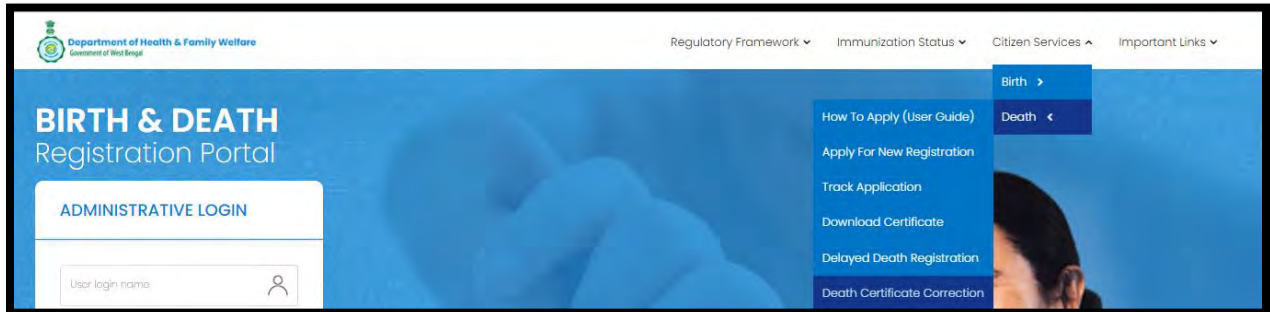 Department of Health & Family Welfare
Government of West Bengal
Regulatory Framework
Immunization Status
Citizen Services
Important Links
Birth
Death
How To Apply (User Guide)
Apply For New Registration
Track Application
Download Certificate
Delayed Death Registration
Death Certificate Correction
BIRTH & DEATH
Registration Portal
ADMINISTRATIVE LOGIN
User login name